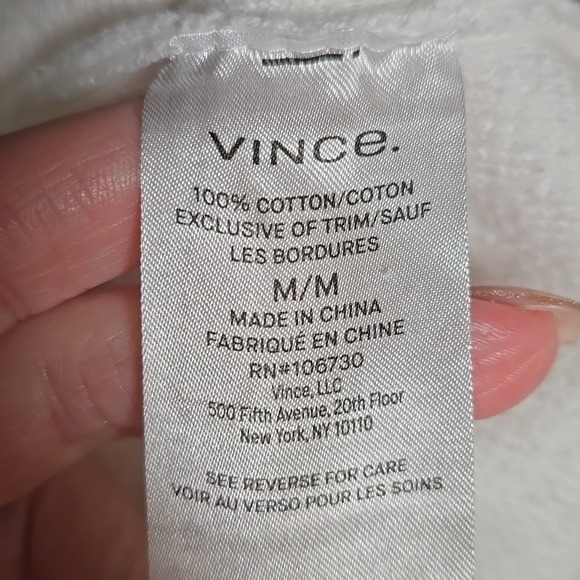 VINCE.
100% COTTON/COTON
EXCLUSIVE OF TRIM/SAUF
LES BORDURES
M/M
MADE IN CHINA
FABRIQUÉ EN CHINE
RN#106730
Vince, LLC
500 Fifth Avenue, 20th Floor
New York, NY 10110
SEE REVERSE FOR CARE
VOIR AU VERSO POUR LES SOINS